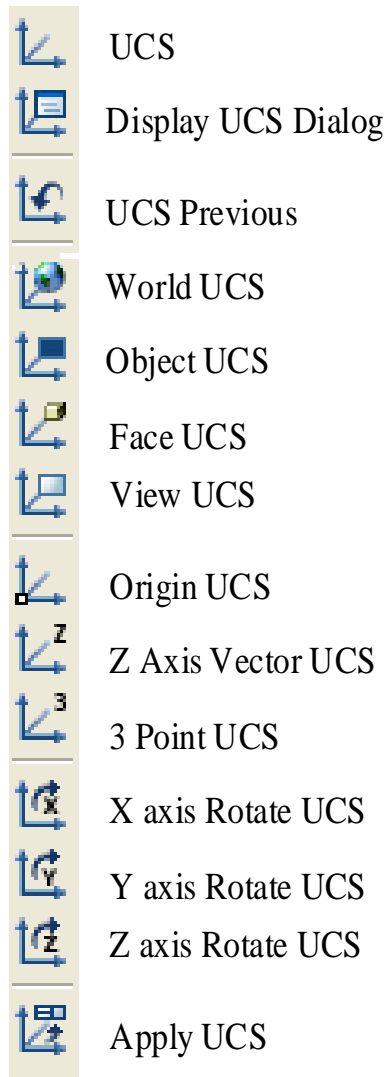 UCS
Display UCS Dialog
UCS Previous
World UCS
Object UCS
Face UCS
View UCS
Origin UCS
Z
Z Axis Vector UCS
3
3 Point UCS
X
X axis Rotate UCS
Y
Y axis Rotate UCS
Z
Z axis Rotate UCS
Apply UCS